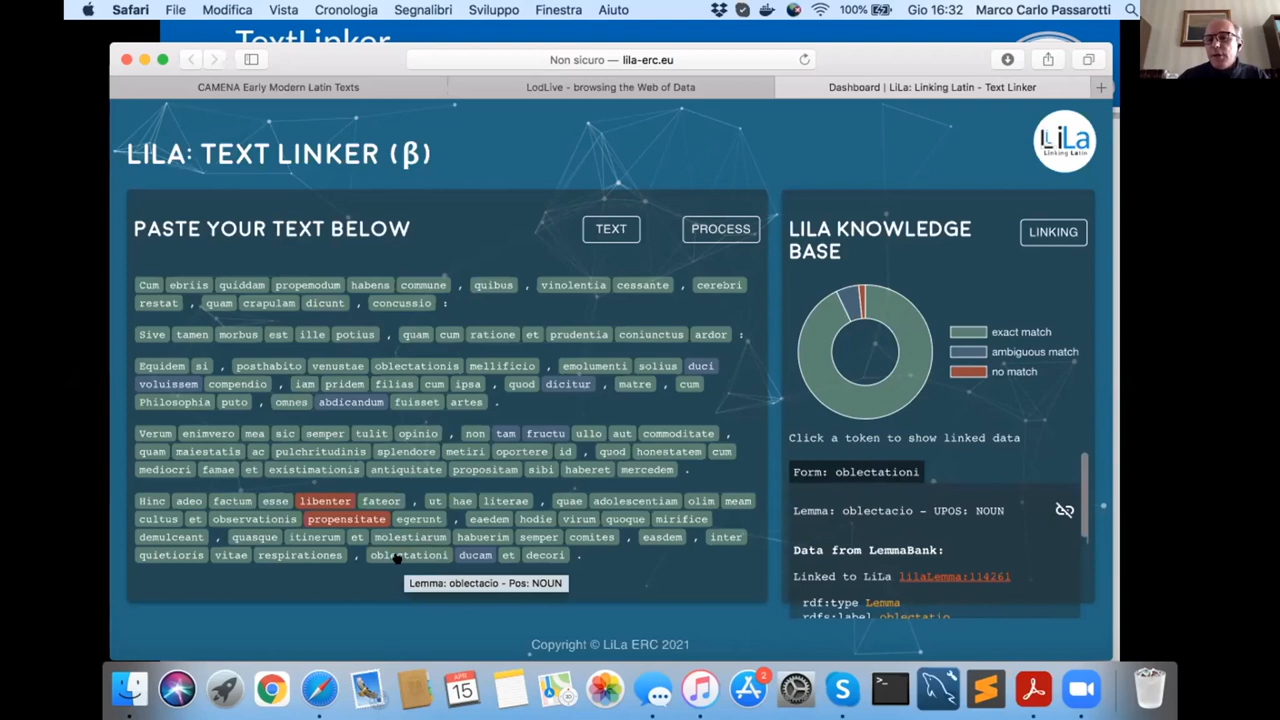 Safari File Modifica Vista Cronologia Segnalibri Sviluppo Finestra Aiuto 100% Gio 16:32 Marco Carlo Passarotti
TextLinker
Non sicuro — lila-erc.eu
CAMENA Early Modern Latin Texts
LodLive - browsing the Web of Data
Dashboard | LiLa: Linking Latin - Text Linker
LILA: TEXT LINKER (β)
LiLa
Linking Latin
PASTE YOUR TEXT BELOW
TEXT
PROCESS
Cum ebriis quiddam propemodum habens commune , quibus , vinolentia cessante , cerebri
restat , quam crapulam dicunt , concussio :
Sive tamen morbus est ille potius , quam cum ratione et prudentia coniunctus ardor :
Equidem si , posthabito venustae oblectationis mellificio , emolumenti solius duci
voluissem compendio , iam pridem filias cum ipsa , quod dicitur , matre , cum
Philosophia puto , omnes abdicandum fuisset artes .
Verum enimvero mea sic semper tulit opinio , non tam fructu ullo aut commoditate ,
quam maiestatis ac pulchritudinis splendore metiri oportere id , quod honestam cum
mediocri famae et existimationis antiquitate propositam sibi haberet mercedem .
Hinc adeo factum esse libenter fateor , ut hae literae , quae adolescentiam olim meam
cultus et observationis propensitate egerunt , eaedem hodie virum quoque mirifice
demulceant , quasque itinerum et molestiarum habuerim semper comites , easdem , inter
quietioris vitae respirationes , oblectationi ducam et decori .
Lemma: oblectacio - Pos: NOUN
LILA KNOWLEDGE
BASE
LINKING
exact match
ambiguous match
no match
Click a token to show linked data
Form: oblectationi
Lemma: oblectacio - UPOS: NOUN
Data from LemmaBank:
Linked to LiLa lilaLemma:114261
rdf:type Lemma
rdfs:label oblectatio
Copyright © LiLa ERC 2021
APR
15
2